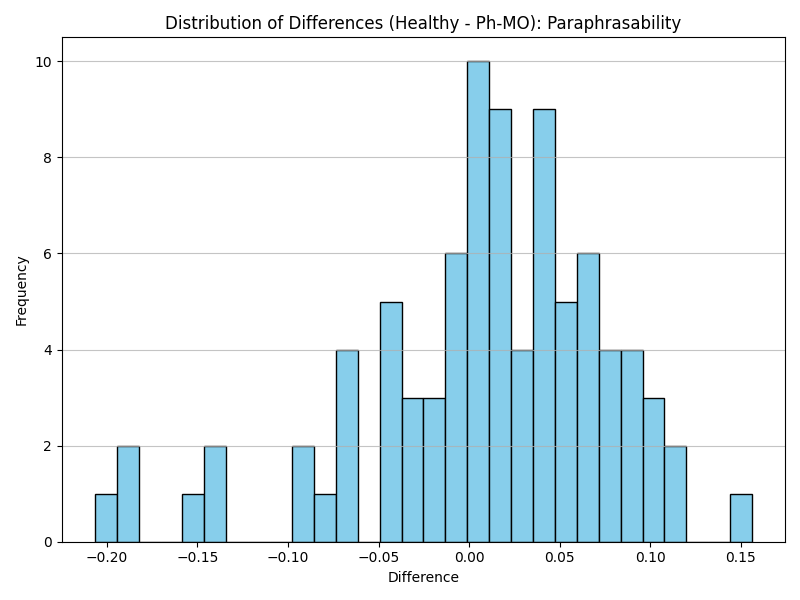 Distribution of Differences (Healthy - Ph-MO): Paraphrasability
10
8
6
4
2
0
Frequency
−0.20 −0.15 −0.10 −0.05 0.00 0.05 0.10 0.15
Difference